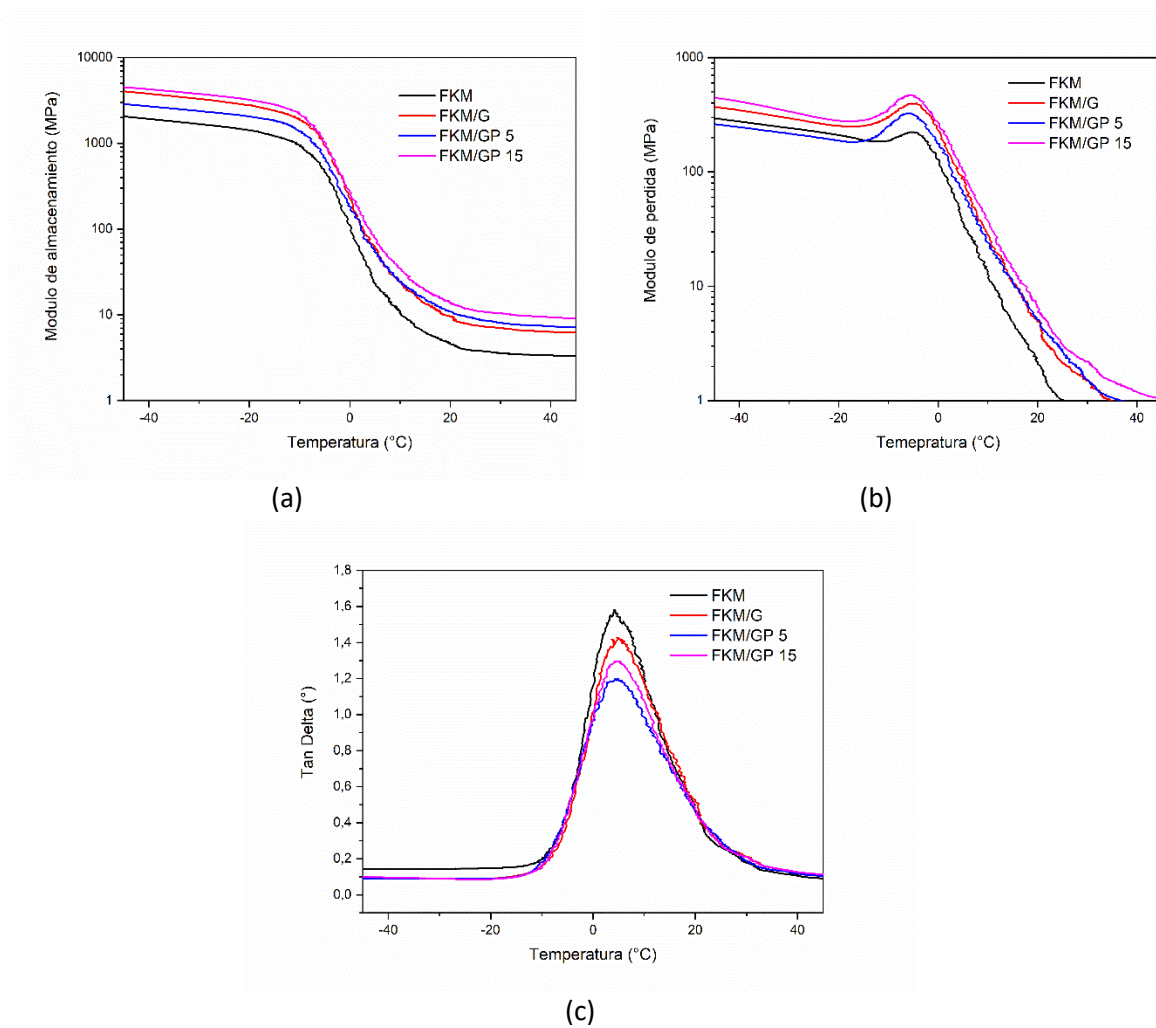 10000
1000
100
10
1
Modulo de almacenamiento (MPa)
FKM
FKM/G
FKM/GP 5
FKM/GP 15
-40
-20
0
20
40
Temperatura (°C)
(a)
1000
100
10
1
Modulo de perdida (MPa)
FKM
FKM/G
FKM/GP 5
FKM/GP 15
-40
-20
0
20
40
Temepratura (°C)
(b)
1,8
1,6
1,4
1,2
1,0
0,8
0,6
0,4
0,2
0,0
Tan Delta (°)
FKM
FKM/G
FKM/GP 5
FKM/GP 15
-40
-20
0
20
40
Temperatura (°C)
(c)